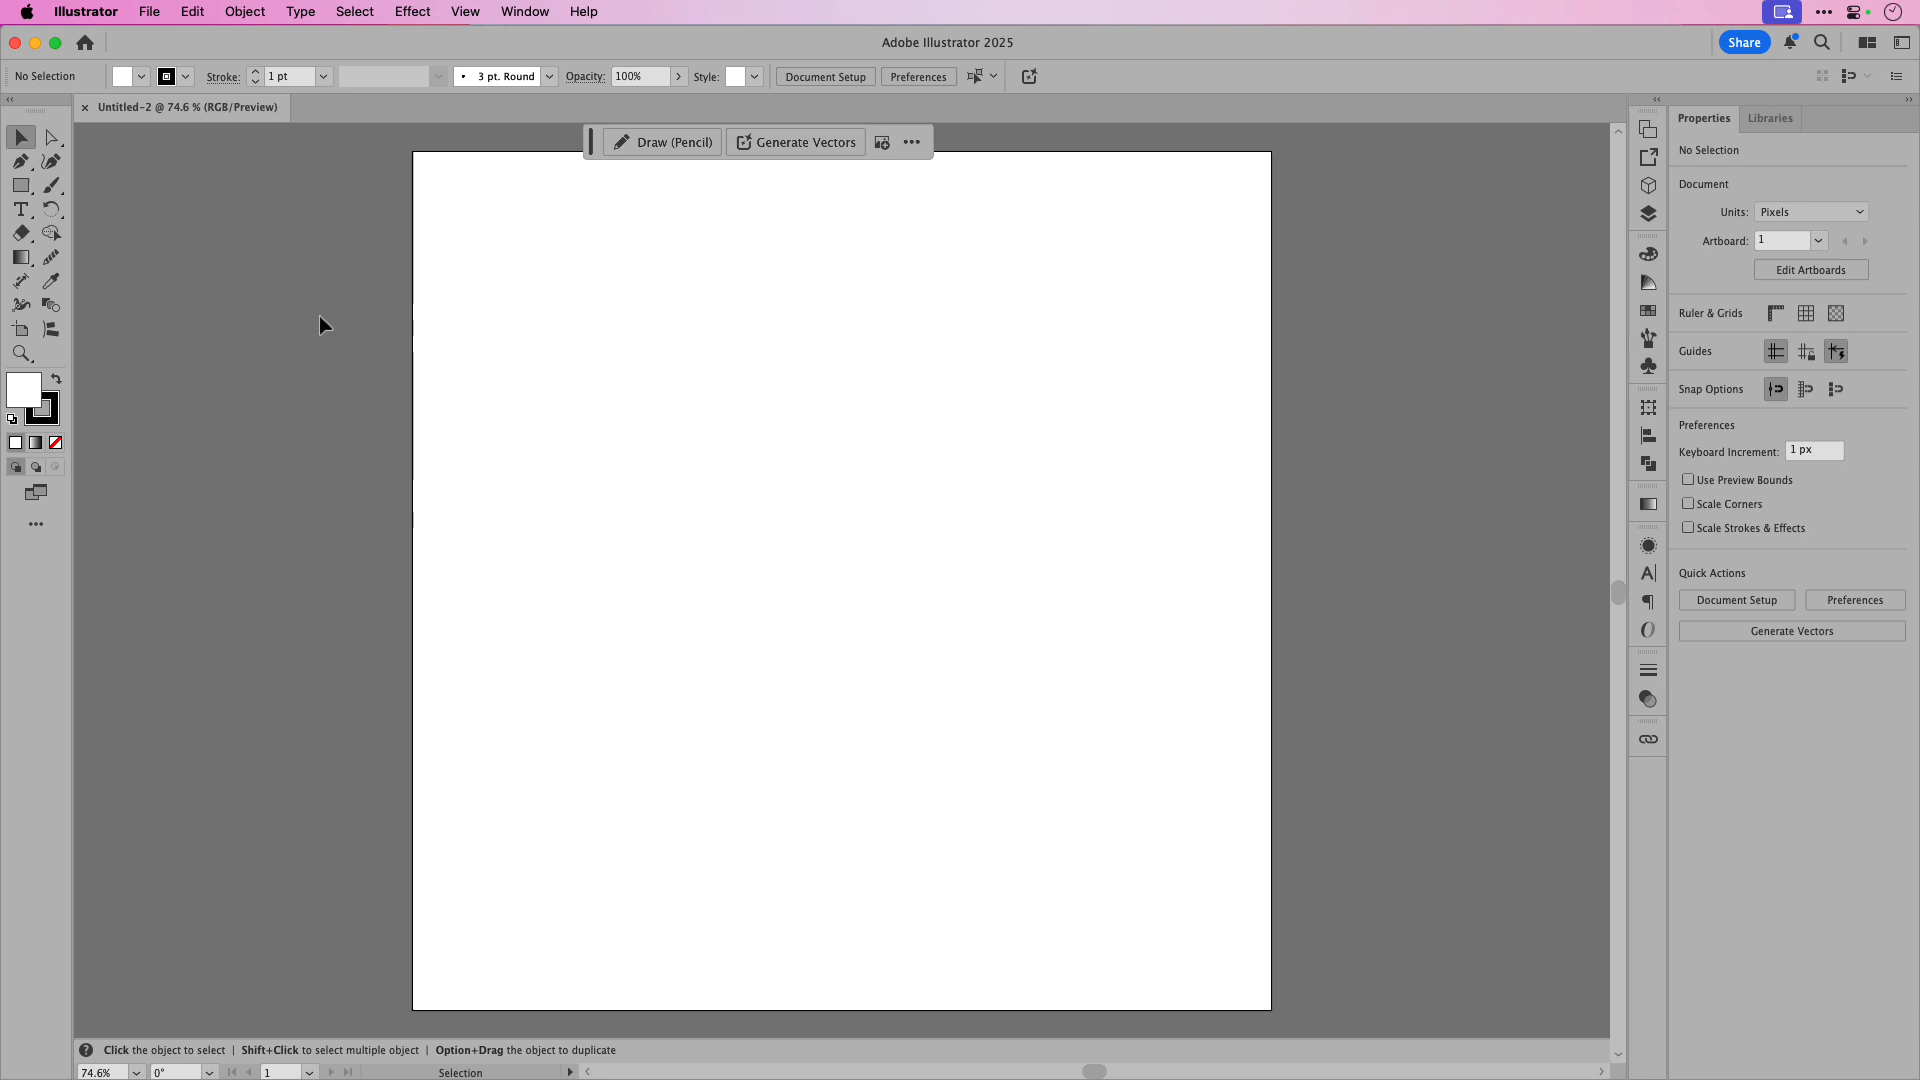 Illustrator File Edit Object Type Select Effect View Window Help
Adobe Illustrator 2025
Share
No Selection
Stroke: 1 pt
3 pt. Round
Opacity: 100%
Style:
Document Setup
Preferences
× Untitled-2 @ 74.6 % (RGB/Preview)
Draw (Pencil)
Generate Vectors
Properties
Libraries
No Selection
Document
Units: Pixels
Artboard: 1
Edit Artboards
Ruler & Grids
Guides
Snap Options
Preferences
Keyboard Increment: 1 px
Use Preview Bounds
Scale Corners
Scale Strokes & Effects
Quick Actions
Document Setup
Preferences
Generate Vectors
Click the object to select | Shift+Click to select multiple object | Option+Drag the object to duplicate
74.6% 0° 1 Selection